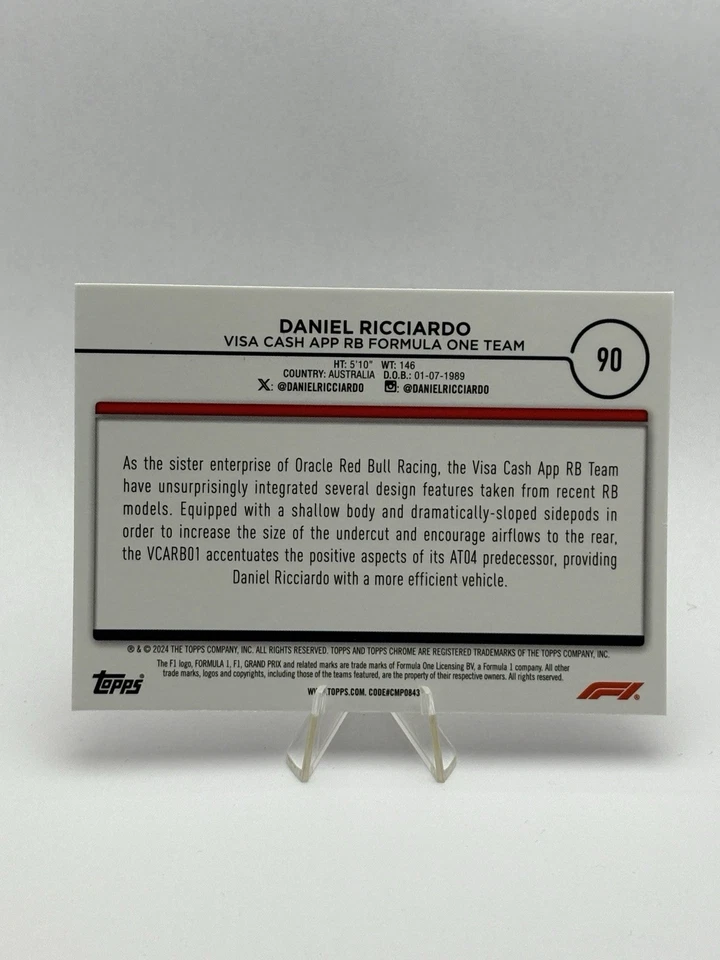 DANIEL RICCIARDO
VISA CASH APP RB FORMULA ONE TEAM
90
HT: 5'10" WT: 146
COUNTRY: AUSTRALIA D.O.B.: 01-07-1989
X: @DANIELRICCIARDO : @DANIELRICCIARDO
As the sister enterprise of Oracle Red Bull Racing, the Visa Cash App RB Team
have unsurprisingly integrated several design features taken from recent RB
models. Equipped with a shallow body and dramatically-sloped sidepods in
order to increase the size of the undercut and encourage airflows to the rear,
the VCARB01 accentuates the positive aspects of its AT04 predecessor, providing
Daniel Ricciardo with a more efficient vehicle.
® & © 2024 THE TOPPS COMPANY, INC. ALL RIGHTS RESERVED. TOPPS AND TOPPS CHROME ARE REGISTERED TRADEMARKS OF THE TOPPS COMPANY, INC.
The F1 logo, FORMULA 1, F1, GRAND PRIX and related marks are trade marks of Formula One Licensing BV, a Formula 1 company. All other
trade marks, logos and copyrights, including those of the teams featured, are the property of their respective owners. All rights reserved.
topps
WWW.TOPPS.COM. CODE#CMP0843
F1®